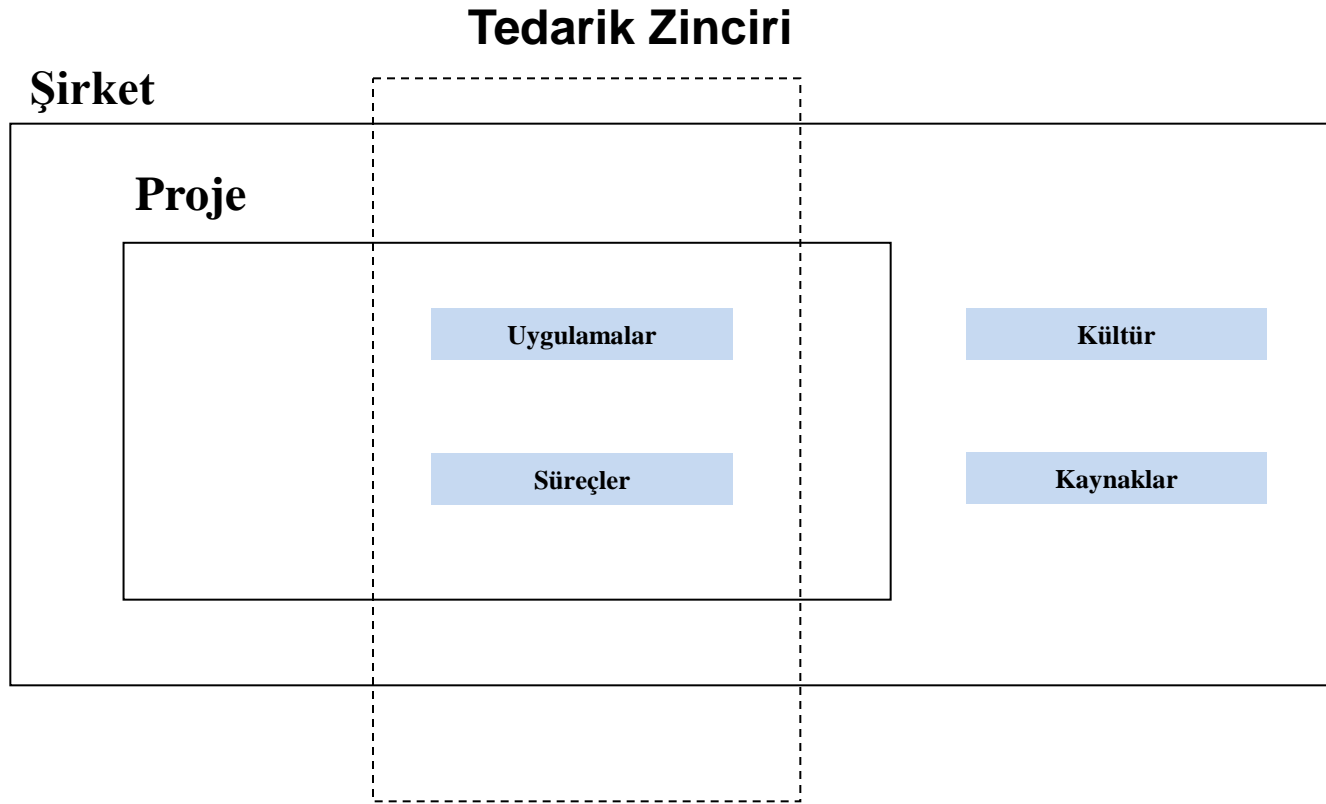 Tedarik Zinciri
Şirket
Proje
Uygulamalar
Kültür
Süreçler
Kaynaklar